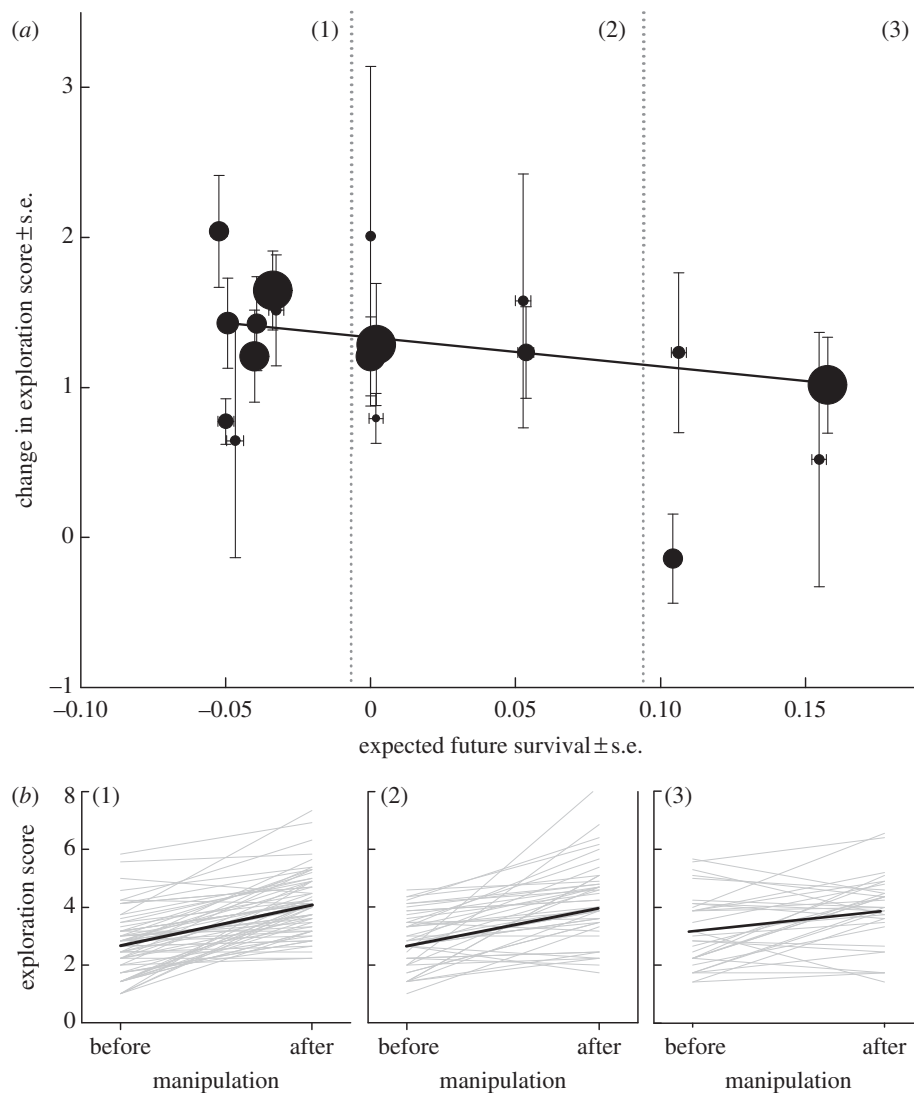 (a)
(1)
(2)
(3)
3
2
1
0
–1
change in exploration score ± s.e.
–0.10
–0.05
0
0.05
0.10
0.15
expected future survival ± s.e.
(b)
(1)
(2)
(3)
8
6
4
2
0
exploration score
before
after
before
after
before
after
manipulation
manipulation
manipulation